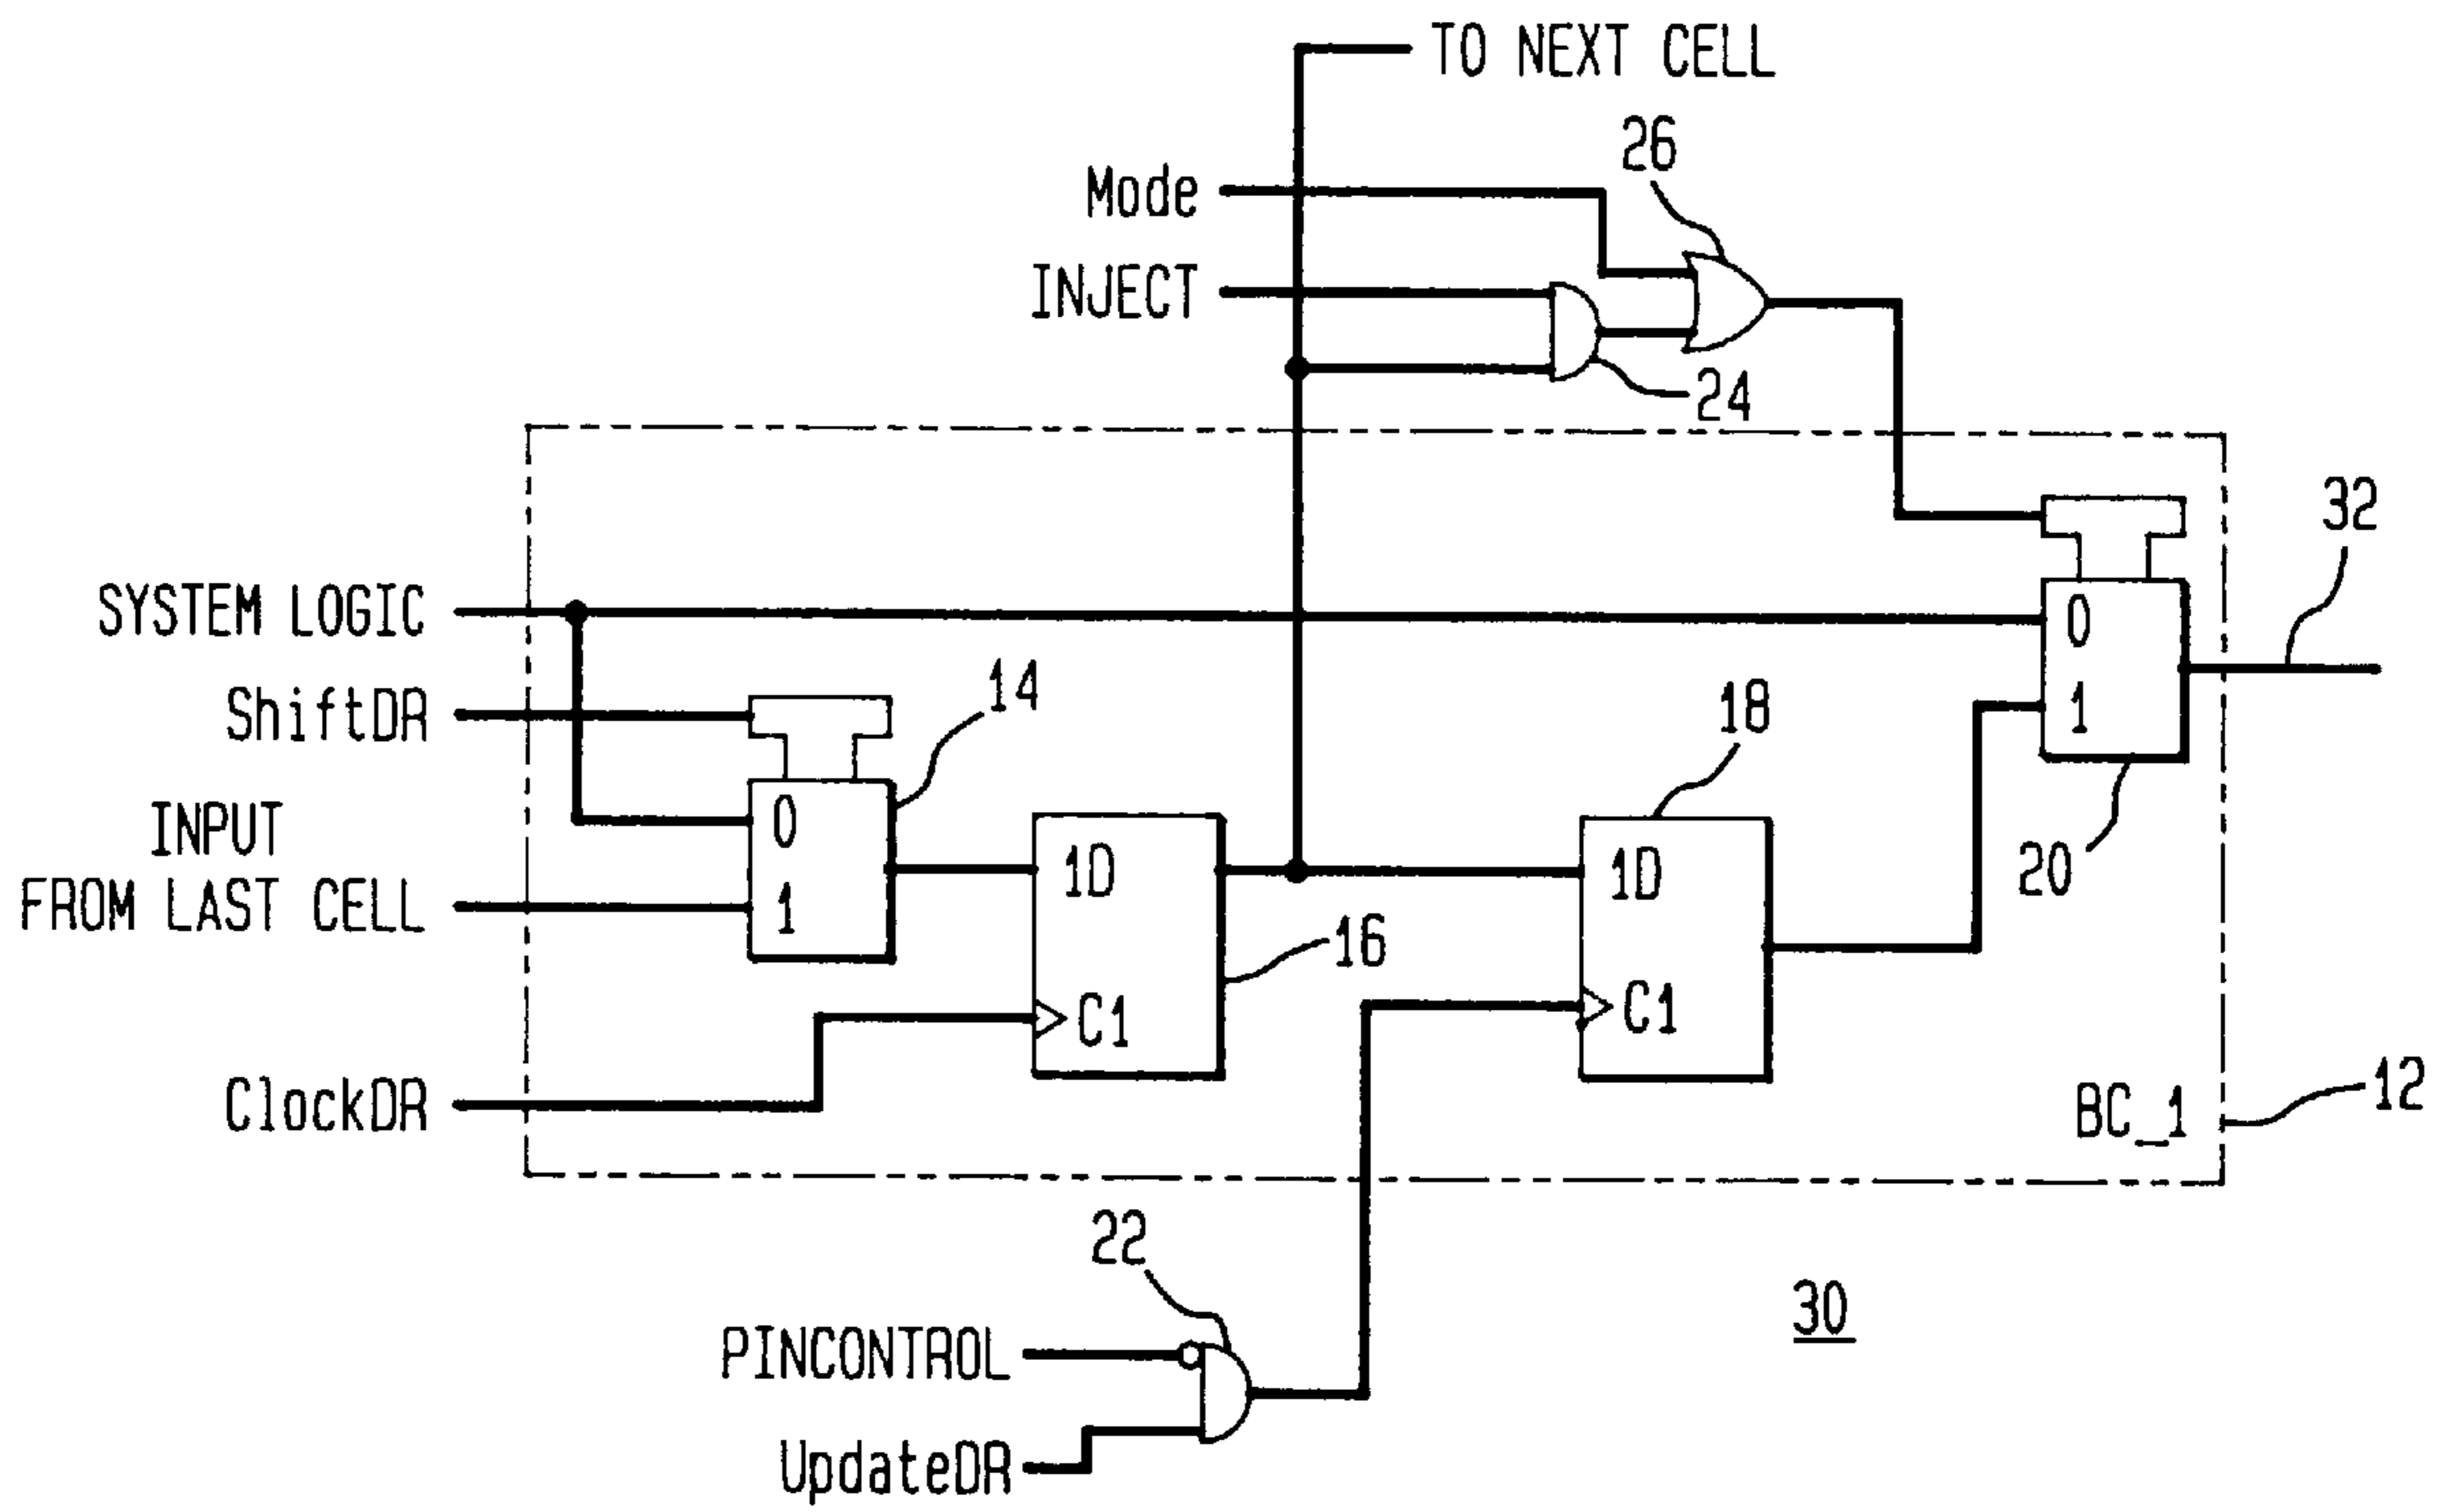 TO NEXT CELL
26
Mode
INJECT
24
32
SYSTEM LOGIC
0
ShiftDR
14
18
1
INPUT
FROM LAST CELL
0
1
1D
1D
20
16
C1
C1
ClockDR
BC_1
12
22
30
PINCONTROL
UpdateDR